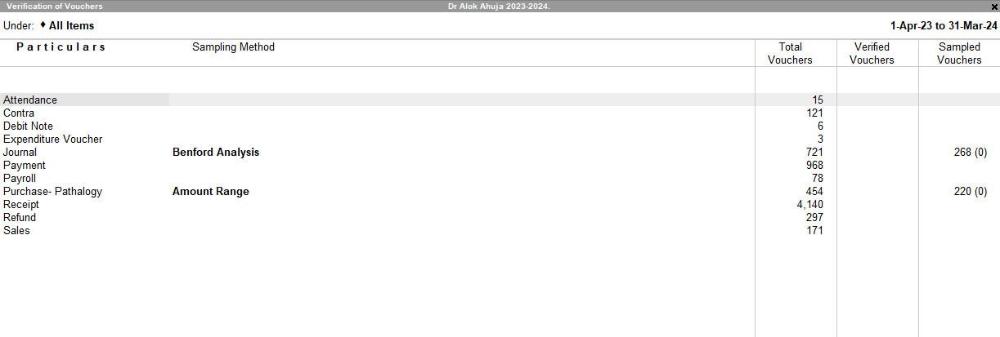 Verification of Vouchers Dr Alok Ahuja 2023-2024.
Under: ♦ All Items 1-Apr-23 to 31-Mar-24
Particulars Sampling Method Total Verified Sampled
Vouchers Vouchers Vouchers
Attendance 15
Contra 121
Debit Note 6
Expenditure Voucher 3
Journal Benford Analysis 721 268 (0)
Payment 968
Payroll 78
Purchase- Pathalogy Amount Range 454 220 (0)
Receipt 4,140
Refund 297
Sales 171